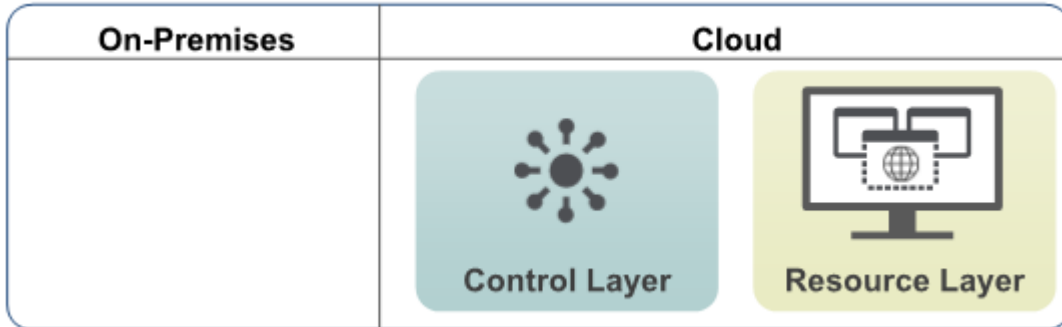 On-Premises
Cloud
Control Layer
Resource Layer